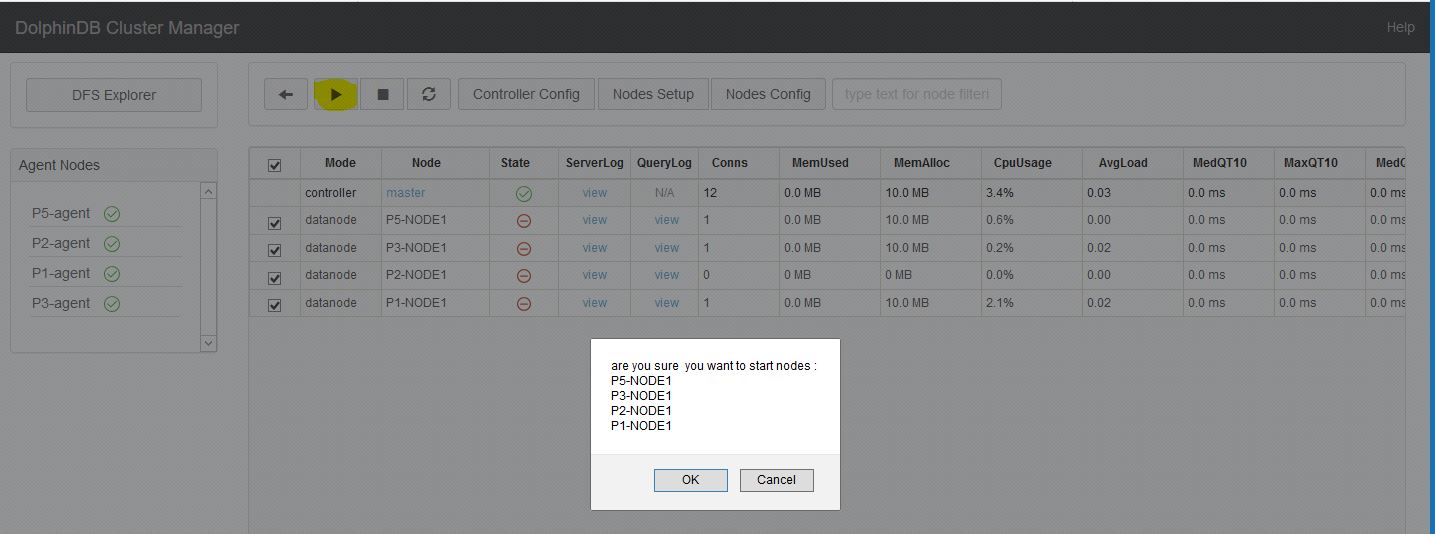 DolphinDB Cluster Manager Help
DFS Explorer
Controller Config Nodes Setup Nodes Config type text for node filteri
Agent Nodes
P5-agent
P2-agent
P1-agent
P3-agent
Mode Node State ServerLog QueryLog Conns MemUsed MemAlloc CpuUsage AvgLoad MedQT10 MaxQT10
controller master view N/A 12 0.0 MB 10.0 MB 3.4% 0.03 0.0 ms 0.0 ms 0.0 ms
datanode P5-NODE1 view view 1 0.0 MB 10.0 MB 0.6% 0.00 0.0 ms 0.0 ms 0.0 ms
datanode P3-NODE1 view view 1 0.0 MB 10.0 MB 0.2% 0.02 0.0 ms 0.0 ms 0.0 ms
datanode P2-NODE1 view view 0 0 MB 0 MB 0.0% 0.00 0.0 ms 0.0 ms 0.0 ms
datanode P1-NODE1 view view 1 0.0 MB 10.0 MB 2.1% 0.02 0.0 ms 0.0 ms 0.0 ms
are you sure you want to start nodes :
P5-NODE1
P3-NODE1
P2-NODE1
P1-NODE1
OK Cancel